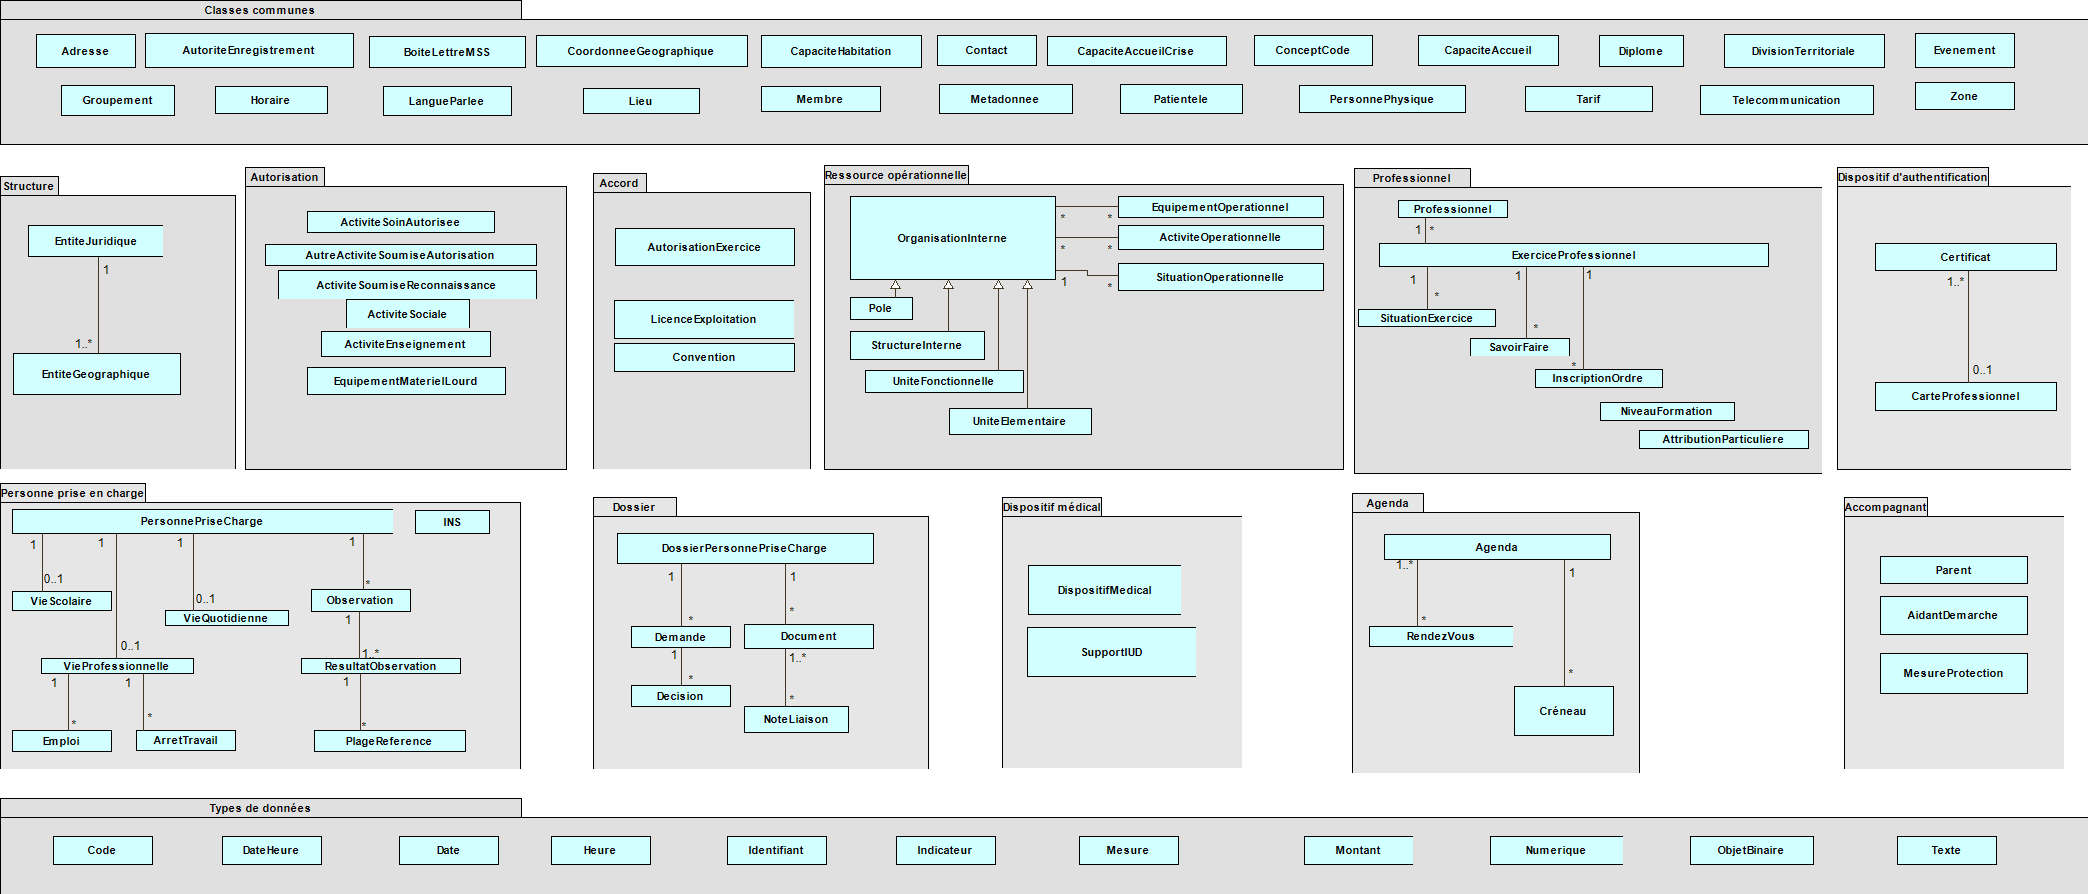 Classes communes
Adresse
AutoriteEnregistrement
BoiteLettreMSS
CoordonneeGeographique
CapaciteHabitation
Contact
CapaciteAccueilCrise
ConceptCode
CapaciteAccueil
Diplome
DivisionTerritoriale
Evenement
Groupement
Horaire
LangueParlee
Lieu
Membre
Metadonnee
Patientele
PersonnePhysique
Tarif
Telecommunication
Zone
Structure
EntiteJuridique
1
1..*
EntiteGeographique
Autorisation
ActiviteSoinAutorisee
AutreActiviteSoumiseAutorisation
ActiviteSoumiseReconnaissance
ActiviteSociale
ActiviteEnseignement
EquipementMaterielLourd
Accord
AutorisationExercice
LicenceExploitation
Convention
Ressource opérationnelle
OrganisationInterne
* *
EquipementOperationnel
* *
ActiviteOperationnelle
1 *
SituationOperationnelle
Pole
StructureInterne
UniteFonctionnelle
UniteElementaire
Professionnel
Professionnel
1 *
ExerciceProfessionnel
1 1 1
*
SituationExercice
*
SavoirFaire
*
InscriptionOrdre
NiveauFormation
AttributionParticuliere
Dispositif d'authentification
Certificat
1..*
0..1
CarteProfessionnel
Personne prise en charge
PersonnePriseCharge
INS
1 1 1 1
0..1
*
VieScolaire
0..1
VieQuotidienne
Observation
1
0..1
1..*
VieProfessionnelle
ResultatObservation
1 1 1
* * *
Emploi
ArretTravail
PlageReference
Dossier
DossierPersonnePriseCharge
1 1
* *
Demande
Document
1 1..*
* *
Decision
NoteLiaison
Dispositif médical
DispositifMedical
SupportIUD
Agenda
Agenda
1..* 1
*
RendezVous
*
Créneau
Accompagnant
Parent
AidantDemarche
MesureProtection
Types de données
Code
DateHeure
Date
Heure
Identifiant
Indicateur
Mesure
Montant
Numerique
ObjetBinaire
Texte